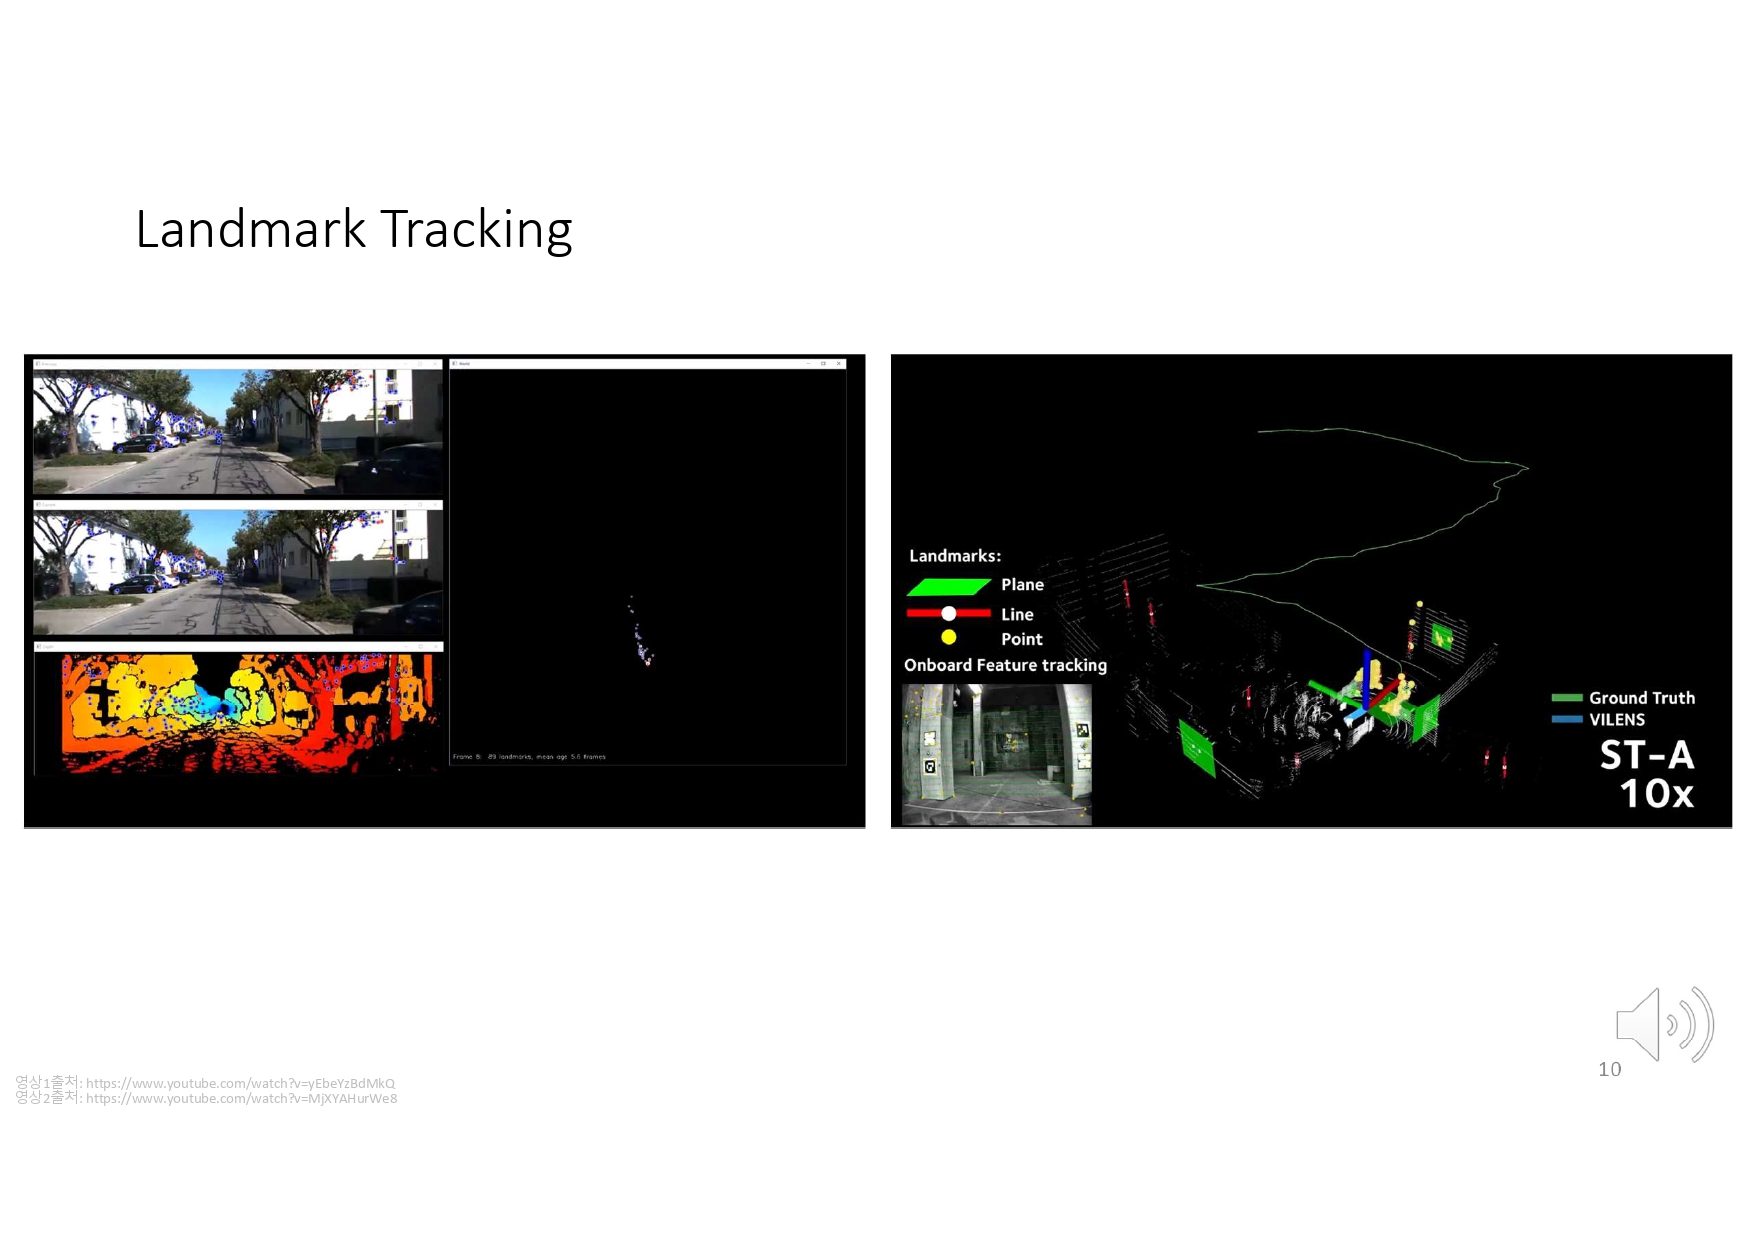 Landmark Tracking
World
Frame 8:  89 landmarks, mean age 5.6 frames
Landmarks:
Plane
Line
Point
Onboard Feature tracking
Ground Truth
VILENS
ST-A
10x
영상1출처: https://www.youtube.com/watch?v=yEbeYzBdMkQ
영상2출처: https://www.youtube.com/watch?v=MjXYAHurWe8
10